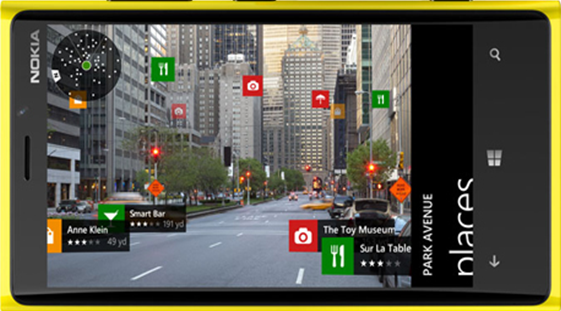 NOKIA
Smart Bar
191 yd
Anne Klein
49 yd
The Toy Museum
Sur La Table
PARK AVENUE
places